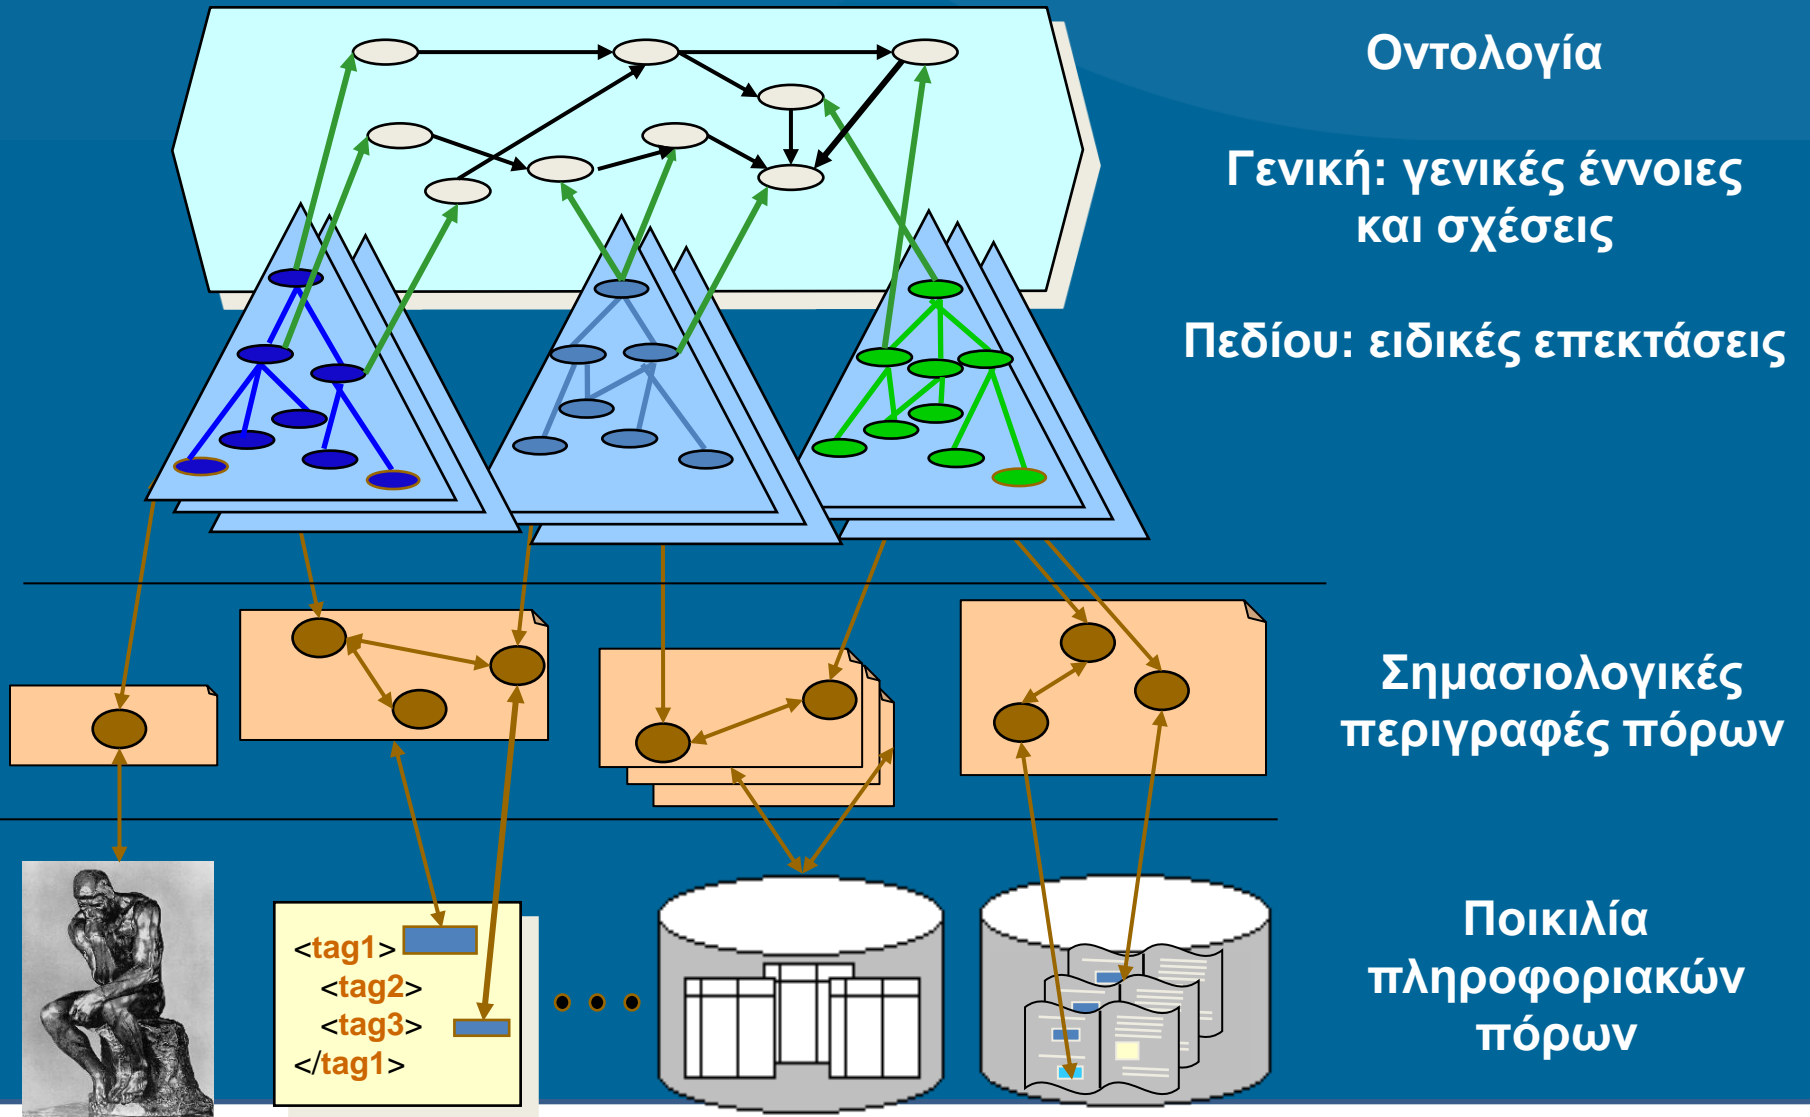 Οντολογία
Γενική: γενικές έννοιες
και σχέσεις
Πεδίου: ειδικές επεκτάσεις
Σημασιολογικές
περιγραφές πόρων
Ποικιλία
πληροφοριακών
πόρων
<tag1>
<tag2>
<tag3>
</tag1>